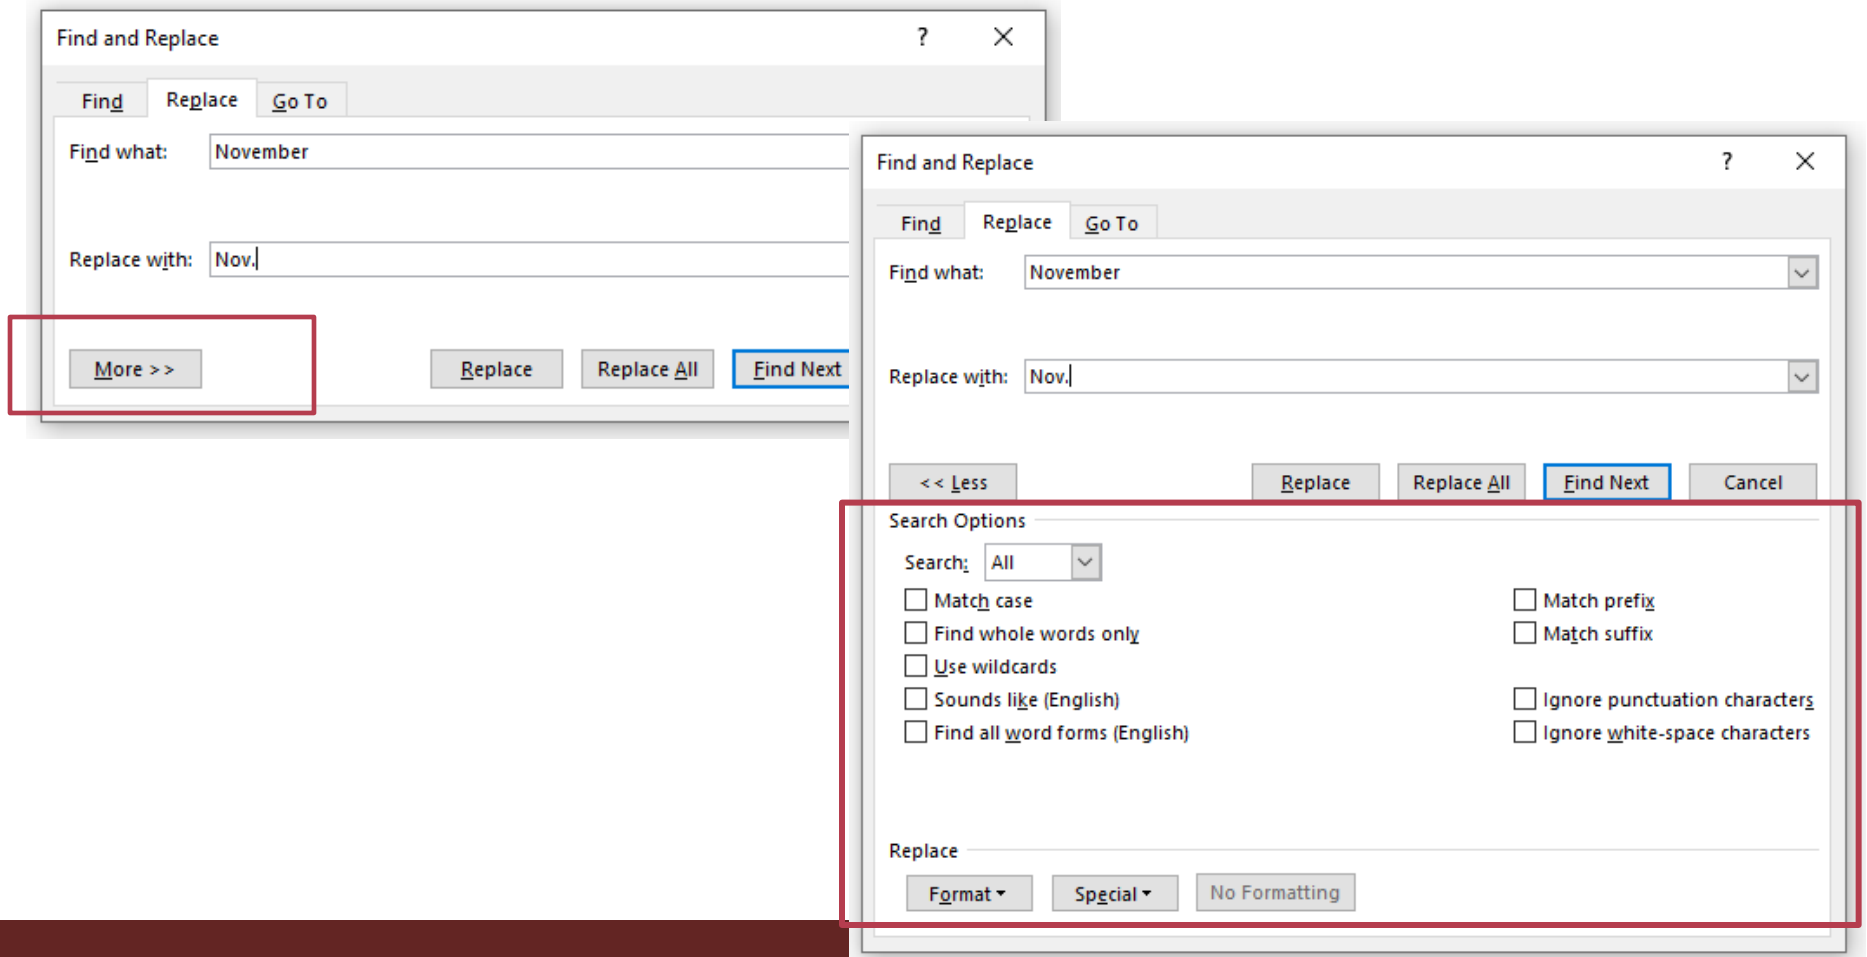 Find and Replace ? ×
Find Replace Go To
Find what: November
Replace with: Nov.
More >> Replace Replace All Find Next
Find and Replace ? ×
Find Replace Go To
Find what: November
Replace with: Nov.
<< Less Replace Replace All Find Next Cancel
Search Options
Search: All
Match case Match prefix
Find whole words only Match suffix
Use wildcards
Sounds like (English) Ignore punctuation characters
Find all word forms (English) Ignore white-space characters
Replace
Format Special No Formatting